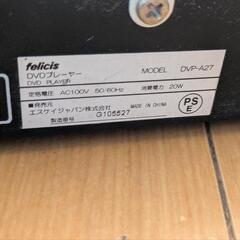 felicis
DVDプレーヤー
DVD PLAYER
MODEL DVP-A27
定格電圧 AC100V 50/60Hz 消費電力 20W
■発売元
エスケイジャパン株式会社 MADE IN CHINA
製造番号 G105527
PS
E